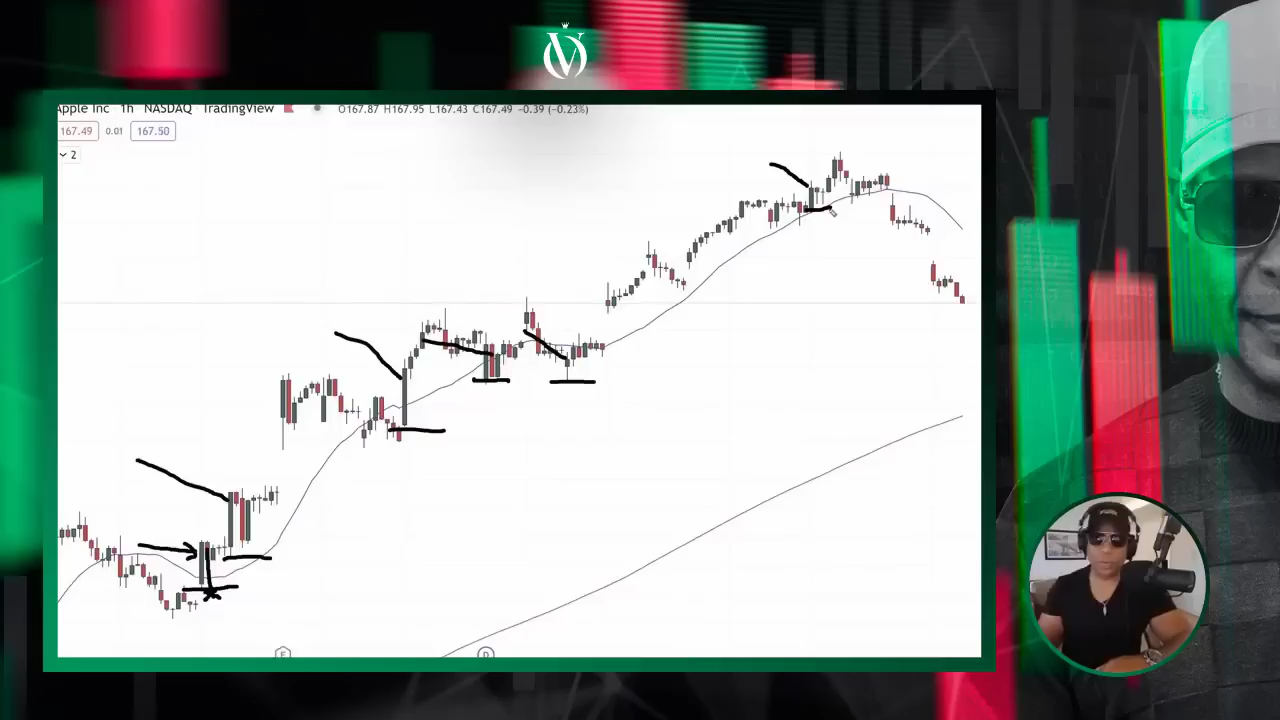 VO
Apple Inc 1h NASDAQ TradingView O167.87 H167.95 L167.43 C167.49 −0.39 (−0.23%)
167.49 0.01 167.50
2
E D